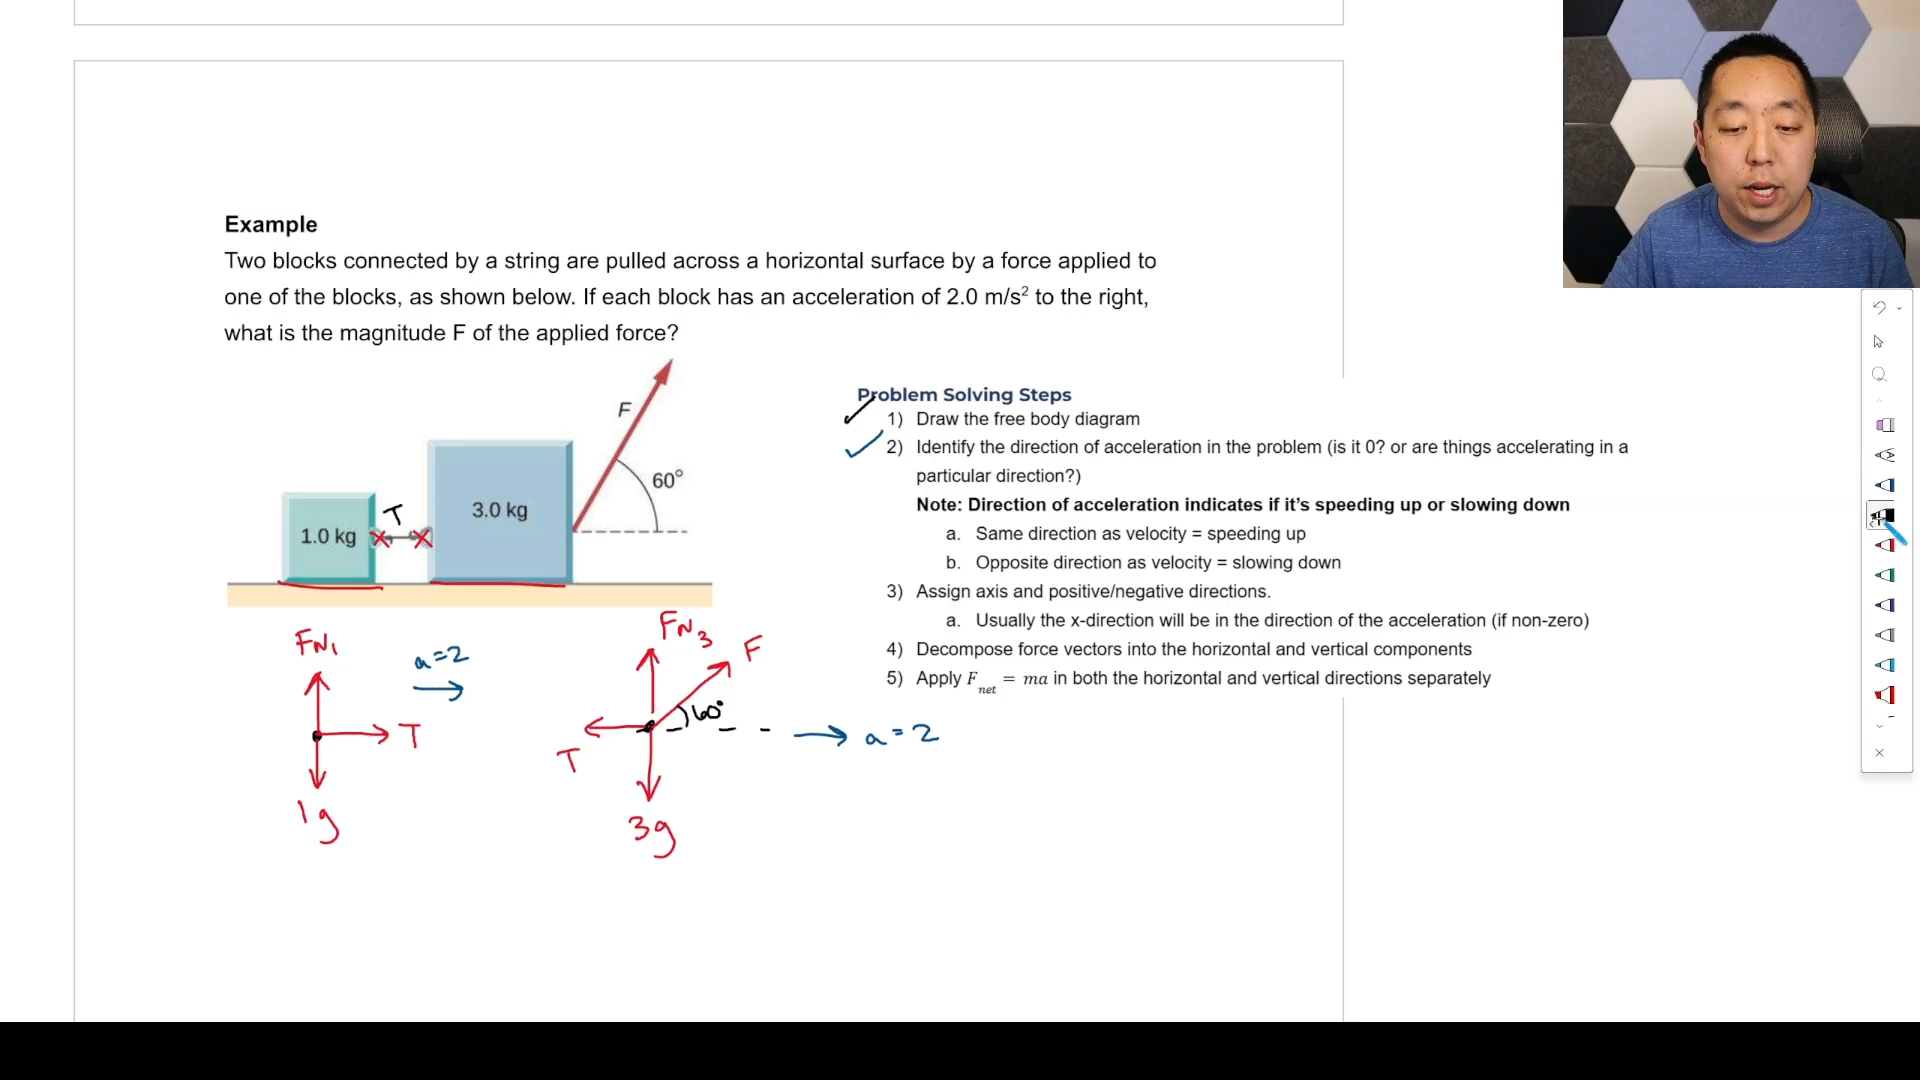 Example
Two blocks connected by a string are pulled across a horizontal surface by a force applied to
one of the blocks, as shown below. If each block has an acceleration of 2.0 m/s² to the right,
what is the magnitude F of the applied force?
F
60°
T
1.0 kg
3.0 kg
Problem Solving Steps
1) Draw the free body diagram
2) Identify the direction of acceleration in the problem (is it 0? or are things accelerating in a
particular direction?)
Note: Direction of acceleration indicates if it's speeding up or slowing down
a. Same direction as velocity = speeding up
b. Opposite direction as velocity = slowing down
3) Assign axis and positive/negative directions.
a. Usually the x-direction will be in the direction of the acceleration (if non-zero)
4) Decompose force vectors into the horizontal and vertical components
5) Apply F_net = ma in both the horizontal and vertical directions separately
FN1
a=2
T
1g
FN3
F
60°
T
a=2
3g